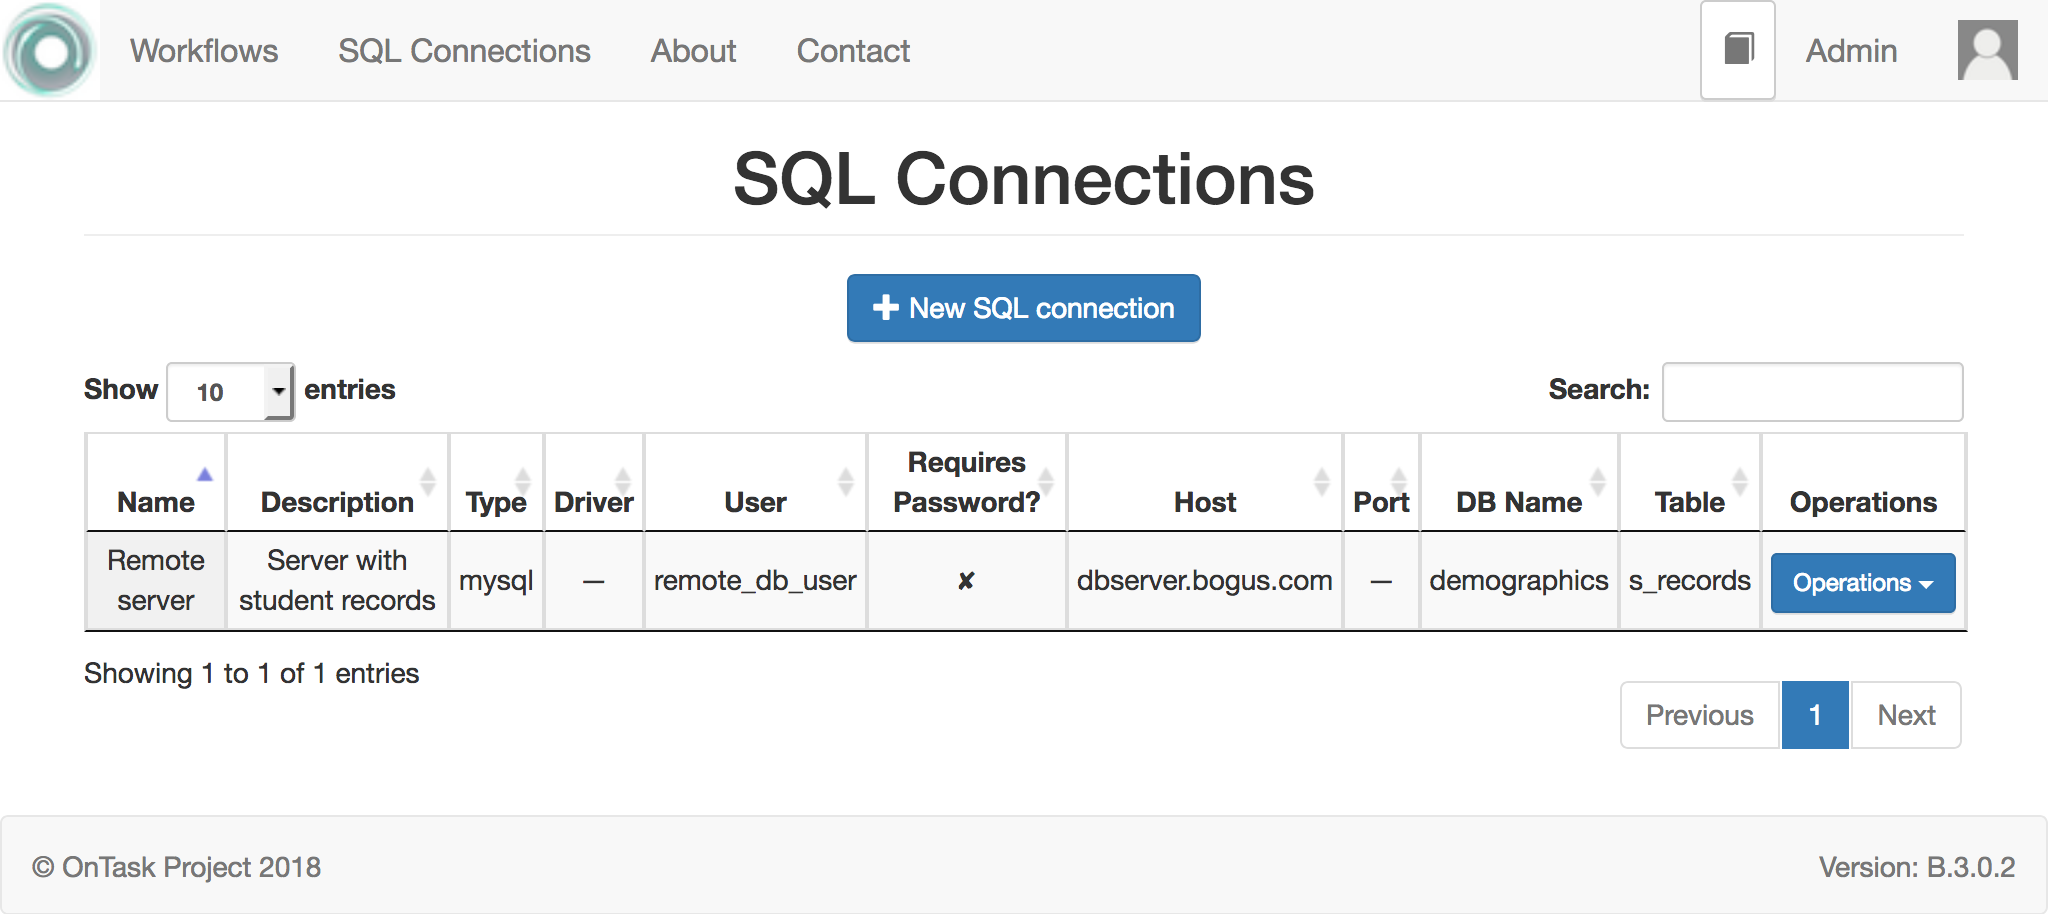 Workflows SQL Connections About Contact Admin
SQL Connections
New SQL connection
Show 10 entries Search:
Name Description Type Driver User Requires Password? Host Port DB Name Table Operations
Remote server Server with student records mysql — remote_db_user ✘ dbserver.bogus.com — demographics s_records Operations
Showing 1 to 1 of 1 entries
Previous 1 Next
© OnTask Project 2018 Version: B.3.0.2